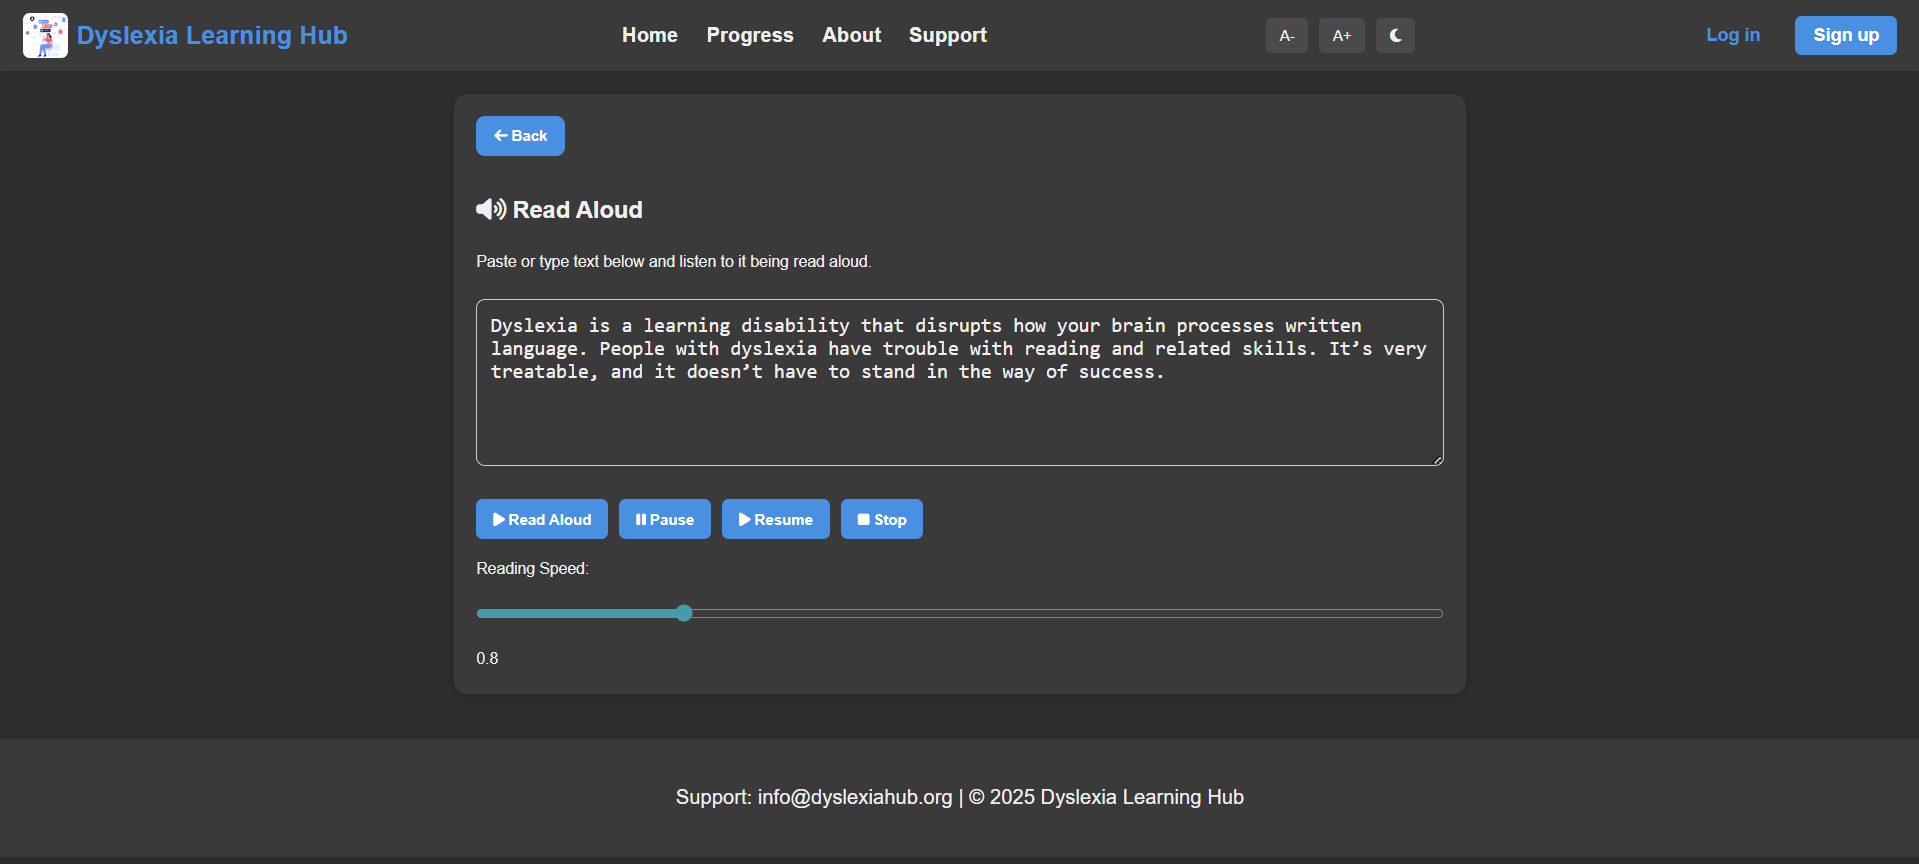 Dyslexia Learning Hub
Home Progress About Support
A- A+
Log in Sign up
Back
Read Aloud
Paste or type text below and listen to it being read aloud.
Dyslexia is a learning disability that disrupts how your brain processes written
language. People with dyslexia have trouble with reading and related skills. It’s very
treatable, and it doesn’t have to stand in the way of success.
Read Aloud Pause Resume Stop
Reading Speed:
0.8
Support: info@dyslexiahub.org | © 2025 Dyslexia Learning Hub